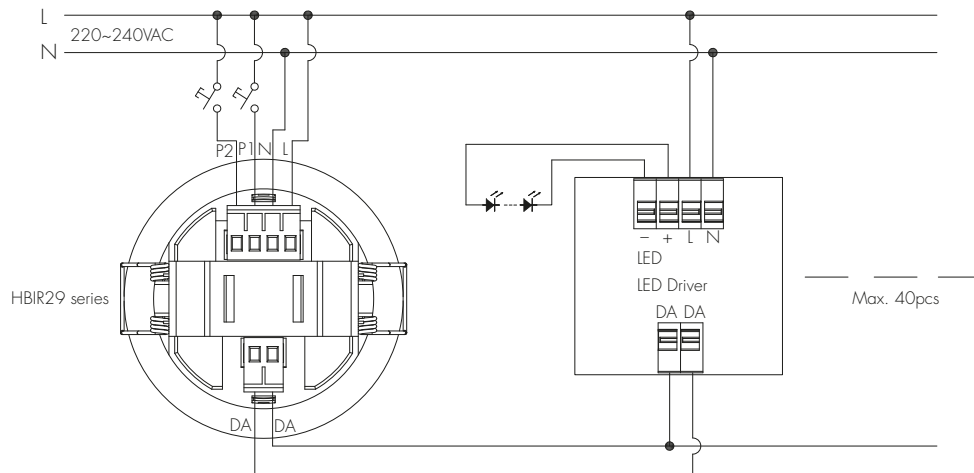 L
220~240VAC
N
P2 P1 N L
− + L N
LED
HBIR29 series
LED Driver
Max. 40pcs
DA DA
DA DA